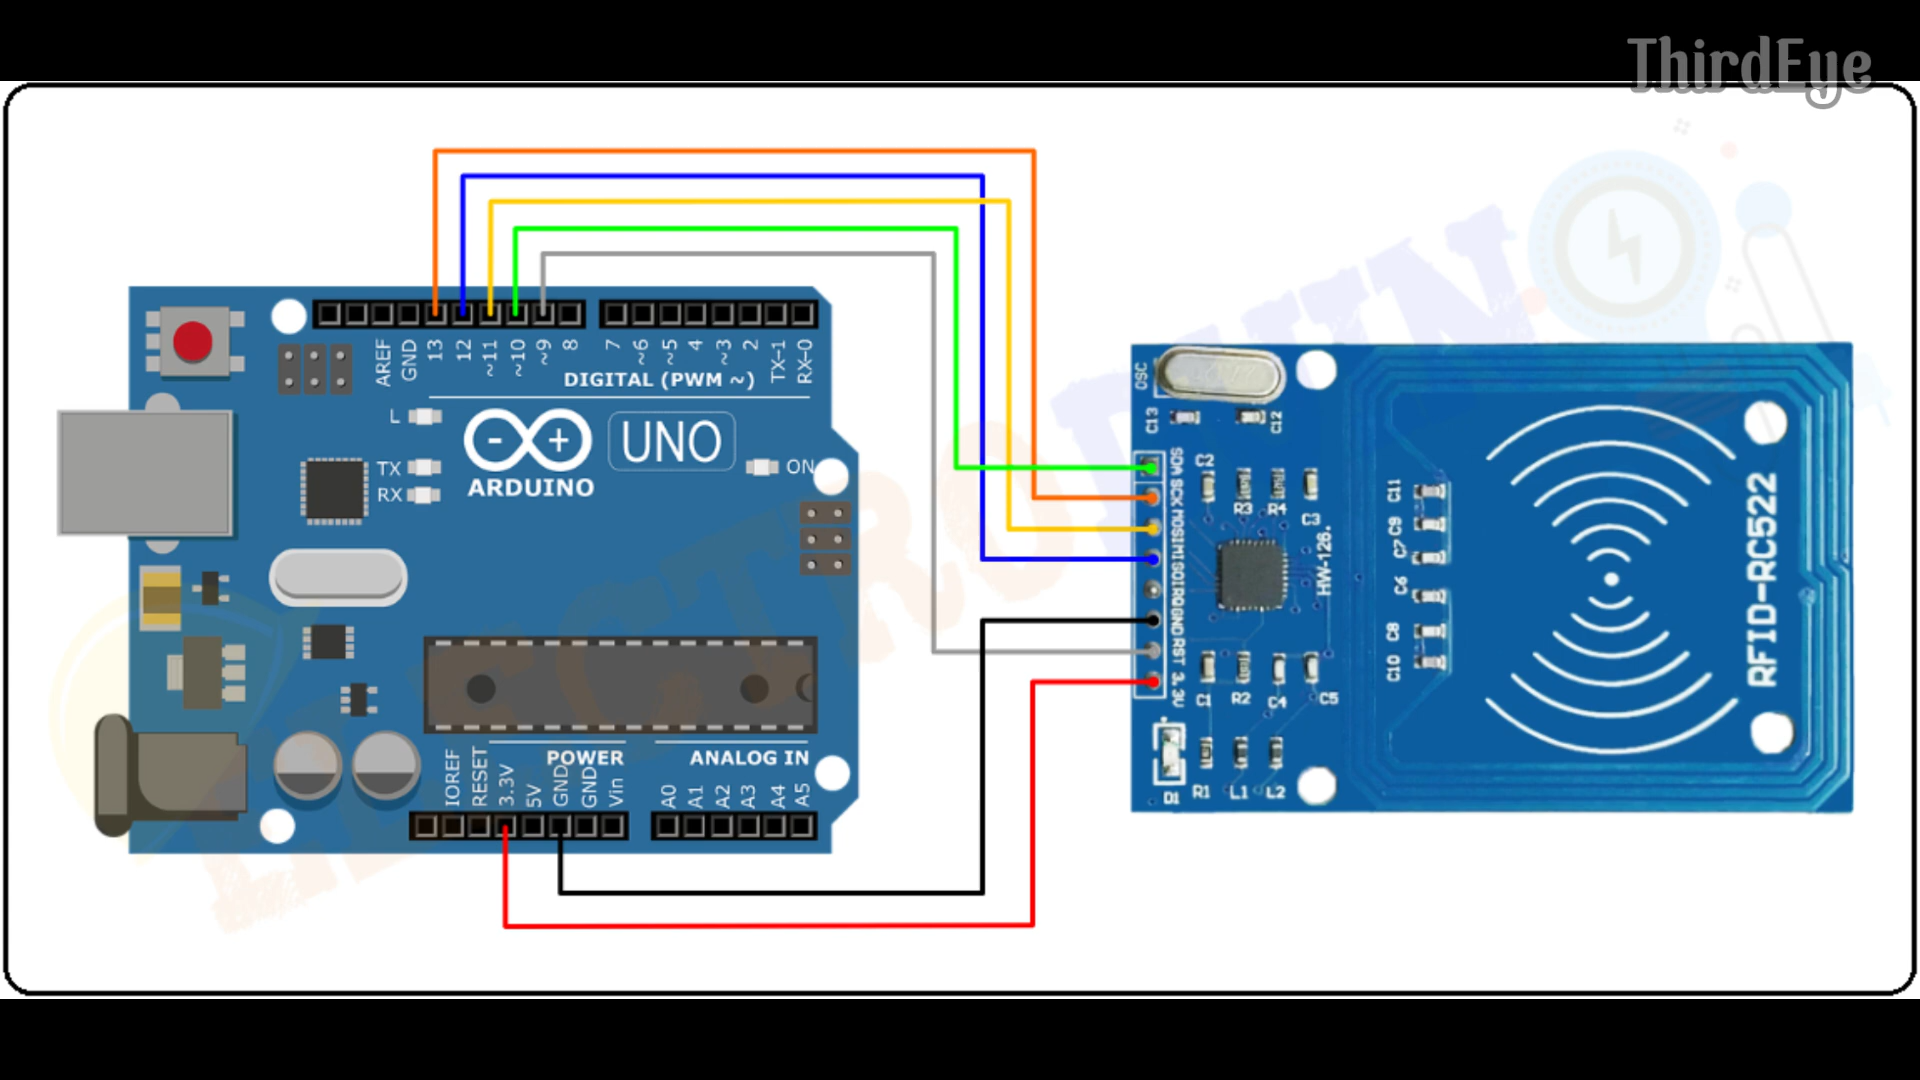 ThirdEye
AREF
GND
13
12
~11
~10
~9
8
7
~6
~5
4
~3
2
TX-1
RX-0
DIGITAL (PWM ~)
L
TX
RX
- +
UNO
ON
ARDUINO
POWER
ANALOG IN
IOREF
RESET
3.3V
5V
GND
GND
Vin
A0
A1
A2
A3
A4
A5
OSC
C13
C12
SDA
SCK
MOSI
MISO
IRQ
GND
RST
3.3V
C2
R3
R4
C3
HW-126.
C1
R2
C4
C5
D1
R1
L1
L2
C11
C9
C7
C6
C8
C10
RFID-RC522